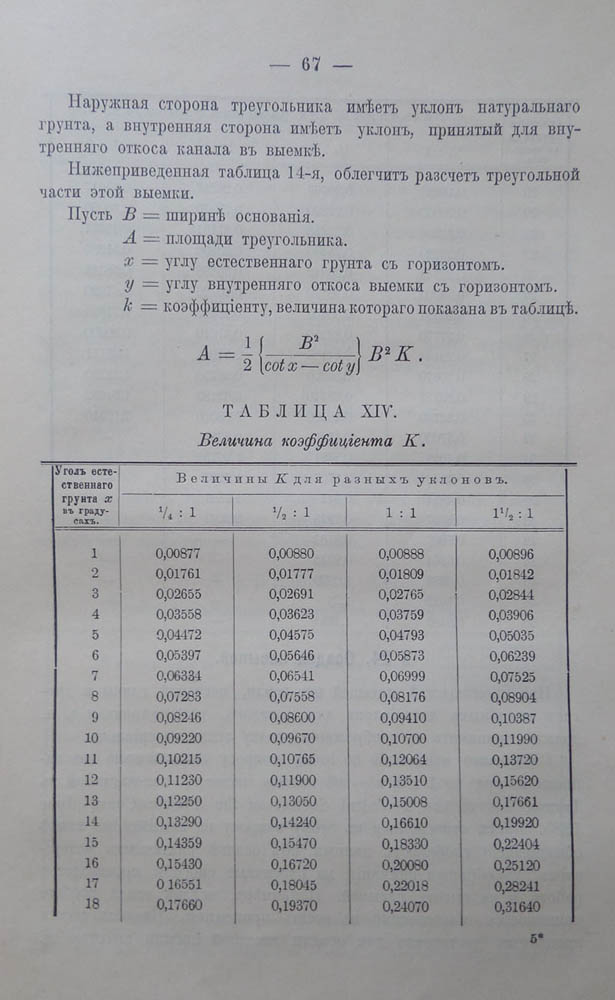 — 67 —
Наружная сторона треугольника имѣетъ уклонъ натуральнаго
грунта, а внутренняя сторона имѣетъ уклонъ, принятый для вну-
тренняго откоса канала въ выемкѣ.
Нижеприведенная таблица 14-я, облегчитъ разсчетъ треугольной
части этой выемки.
Пусть B = ширинѣ основанія.
A = площади треугольника.
x = углу естественнаго грунта съ горизонтомъ.
y = углу внутренняго откоса выемки съ горизонтомъ.
k = коэффиціенту, величина котораго показана въ таблицѣ.
A = 1/2 { B² / (cot x — cot y) } B² K .
ТАБЛИЦА XIV.
Величина коэффиціента K.
Уголъ есте-
ственнаго
грунта x
въ граду-
сахъ.
Величины K для разныхъ уклоновъ.
¼ : 1 ½ : 1 1 : 1 1½ : 1
1 0,00877 0,00880 0,00888 0,00896
2 0,01761 0,01777 0,01809 0,01842
3 0,02655 0,02691 0,02765 0,02844
4 0,03558 0,03623 0,03759 0,03906
5 0,04472 0,04575 0,04793 0,05035
6 0,05397 0,05646 0,05873 0,06239
7 0,06334 0,06541 0,06999 0,07525
8 0,07283 0,07558 0,08176 0,08904
9 0,08246 0,08600 0,09410 0,10387
10 0,09220 0,09670 0,10700 0,11990
11 0,10215 0,10765 0,12064 0,13720
12 0,11230 0,11900 0,13510 0,15620
13 0,12250 0,13050 0,15008 0,17661
14 0,13290 0,14240 0,16610 0,19920
15 0,14359 0,15470 0,18330 0,22404
16 0,15430 0,16720 0,20080 0,25120
17 0 16551 0,18045 0,22018 0,28241
18 0,17660 0,19370 0,24070 0,31640
5*